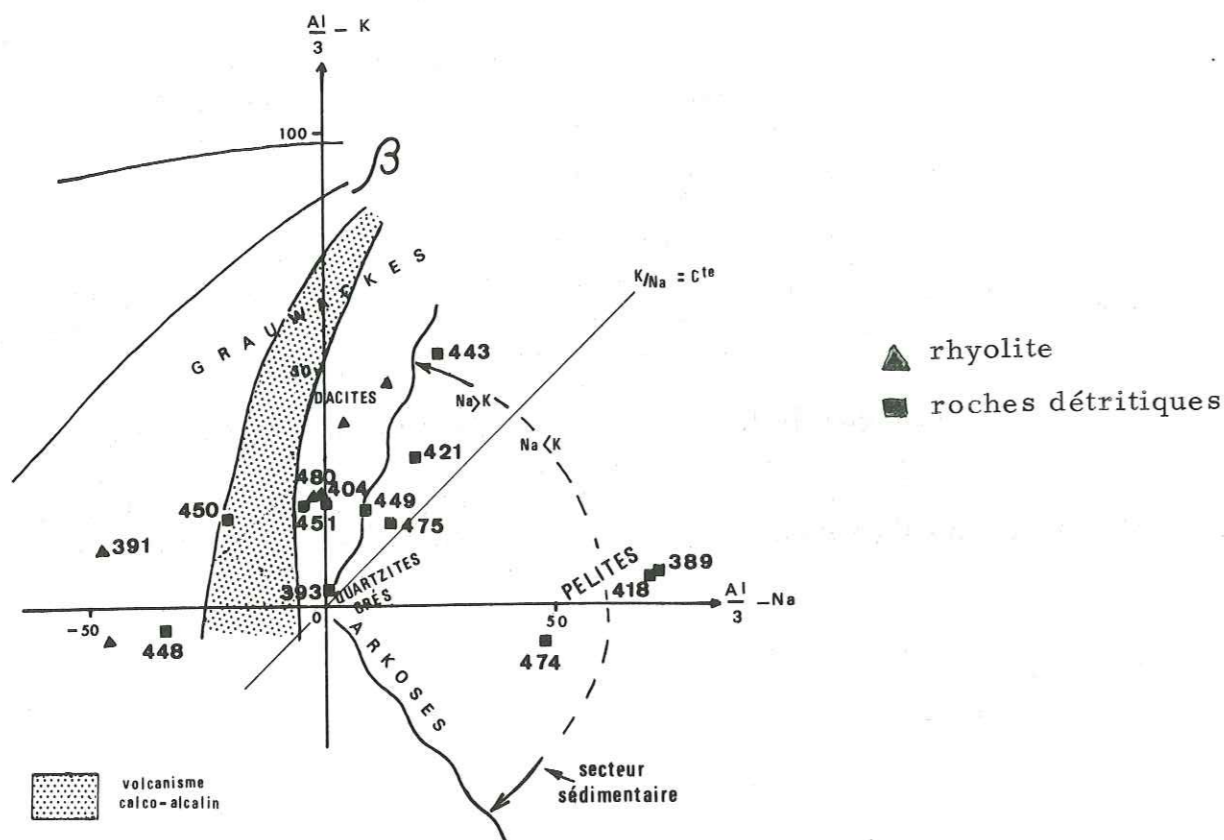 Al/3 – K
100
β
GRAUWACKES
K/Na = Cte
443
rhyolite
50
roches détritiques
DACITES
Na>K
Na<K
421
480
404
449
450
451
475
391
PELITES
389
393
QUARTZITES
GRÈS
418
Al/3 – Na
-50
0
50
448
474
ARKOSES
secteur
sédimentaire
volcanisme
calco-alcalin